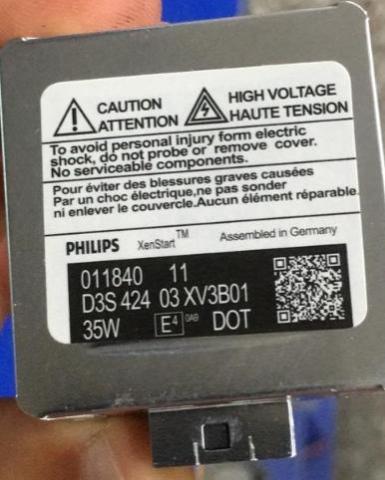 CAUTION
ATTENTION
HIGH VOLTAGE
HAUTE TENSION
To avoid personal injury form electric
shock, do not probe or remove cover.
No serviceable components.
Pour éviter des blessures graves causées
Par un choc électrique,ne pas sonder
ni enlever le couvercle.Aucun élément réparable.
PHILIPS XenStart™ Assembled in Germany
011840 11
D3S 424 03 XV3B01
35W E4 0AB DOT